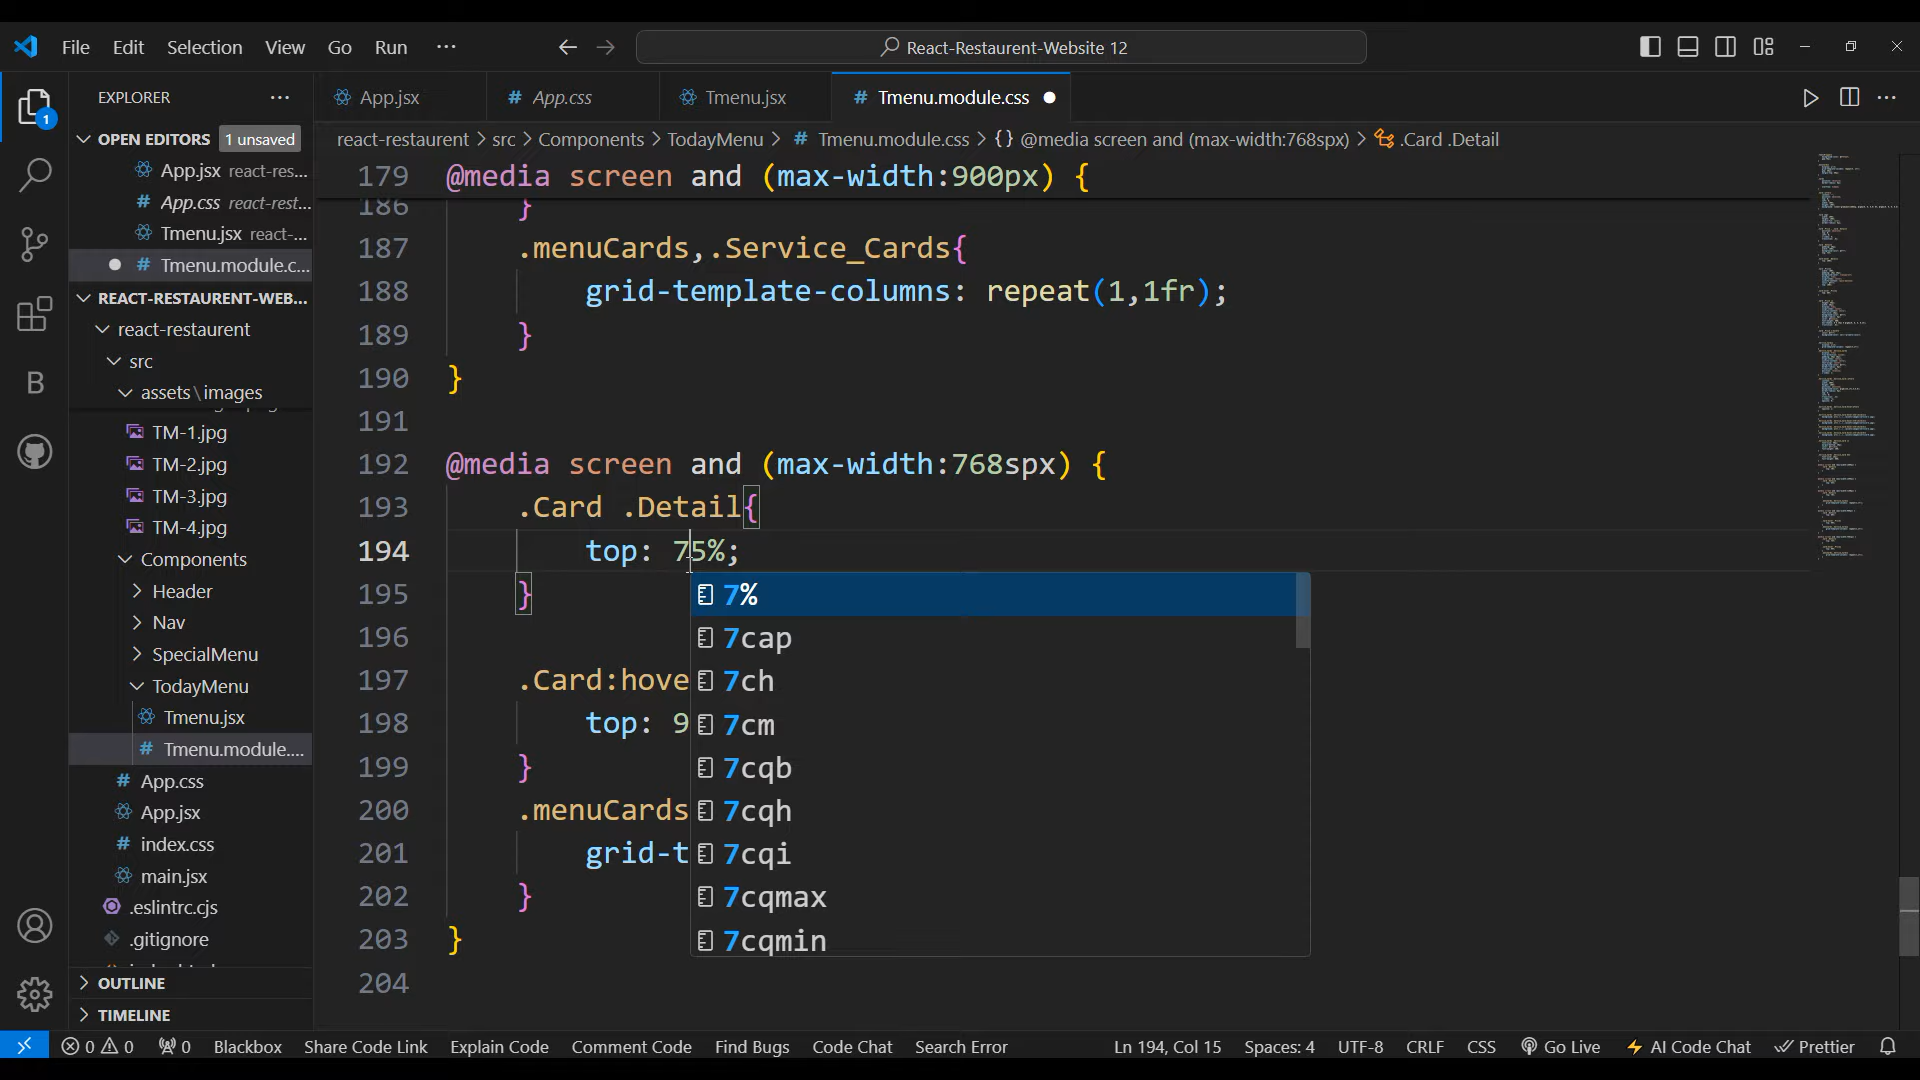 File Edit Selection View Go Run ··· React-Restaurent-Website 12
EXPLORER ···
App.jsx # App.css Tmenu.jsx # Tmenu.module.css
OPEN EDITORS 1 unsaved
react-restaurent > src > Components > TodayMenu > # Tmenu.module.css > {} @media screen and (max-width:768spx) > .Card .Detail
App.jsx react-res...
# App.css react-rest...
Tmenu.jsx react-...
# Tmenu.module.c...
REACT-RESTAURENT-WEB...
react-restaurent
src
assets\images
TM-1.jpg
TM-2.jpg
TM-3.jpg
TM-4.jpg
Components
Header
Nav
SpecialMenu
TodayMenu
Tmenu.jsx
# Tmenu.module....
# App.css
App.jsx
# index.css
main.jsx
.eslintrc.cjs
.gitignore
OUTLINE
TIMELINE
179 @media screen and (max-width:900px) {
186 }
187 .menuCards,.Service_Cards{
188 grid-template-columns: repeat(1,1fr);
189 }
190 }
191
192 @media screen and (max-width:768spx) {
193 .Card .Detail{
194 top: 75%;
195 }
196
197 .Card:hove
198 top: 9
199 }
200 .menuCards
201 grid-t
202 }
203 }
204
7%
7cap
7ch
7cm
7cqb
7cqh
7cqi
7cqmax
7cqmin
0 0 0 Blackbox Share Code Link Explain Code Comment Code Find Bugs Code Chat Search Error Ln 194, Col 15 Spaces: 4 UTF-8 CRLF CSS Go Live AI Code Chat Prettier